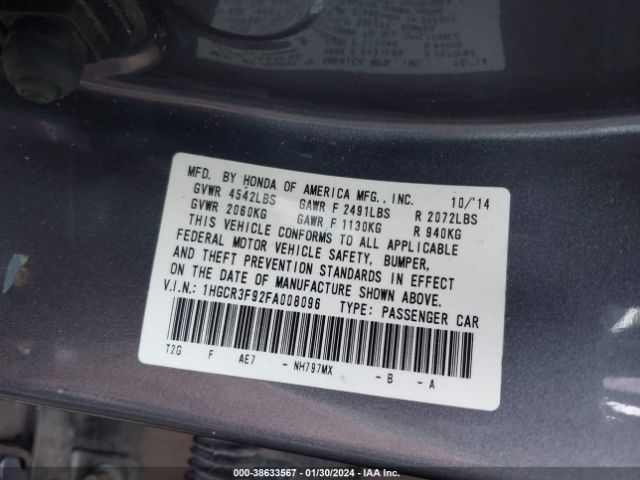 MFD. BY HONDA OF AMERICA MFG., INC. 10/'14
GVWR 4542LBS GAWR F 2491LBS R 2072LBS
GVWR 2060KG GAWR F 1130KG R 940KG
THIS VEHICLE CONFORMS TO ALL APPLICABLE
FEDERAL MOTOR VEHICLE SAFETY, BUMPER,
AND THEFT PREVENTION STANDARDS IN EFFECT
ON THE DATE OF MANUFACTURE SHOWN ABOVE.
V.I.N.: 1HGCR3F92FA008096 TYPE: PASSENGER CAR
T2G F AE7 - NH797MX - B - A
000-38633567 - 01/30/2024 - IAA Inc.